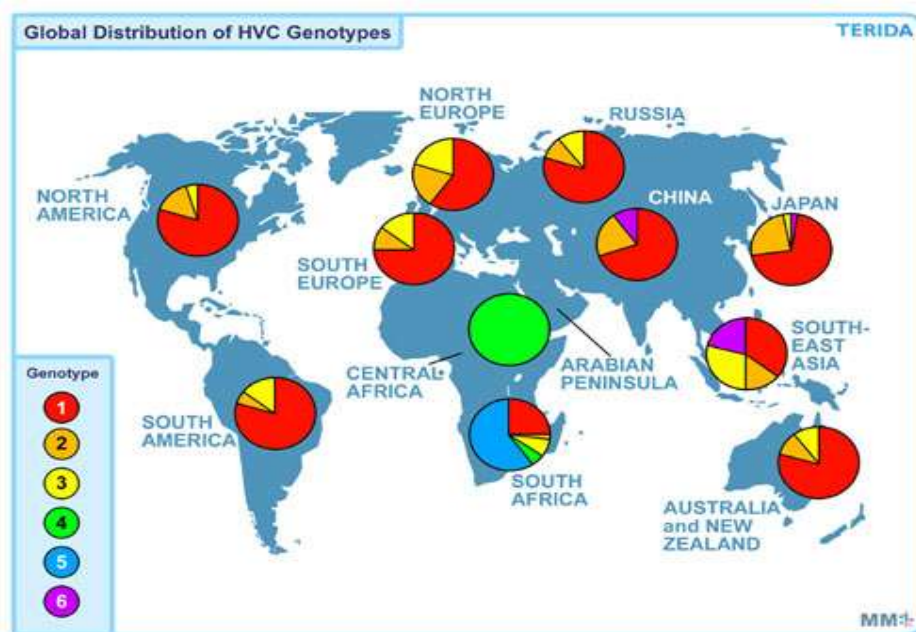 Global Distribution of HVC Genotypes
TERIDA
NORTH
EUROPE
RUSSIA
NORTH
AMERICA
CHINA
JAPAN
SOUTH
EUROPE
SOUTH-
EAST
ASIA
CENTRAL
AFRICA
ARABIAN
PENINSULA
SOUTH
AMERICA
SOUTH
AFRICA
AUSTRALIA
and NEW
ZEALAND
Genotype
1
2
3
4
5
6